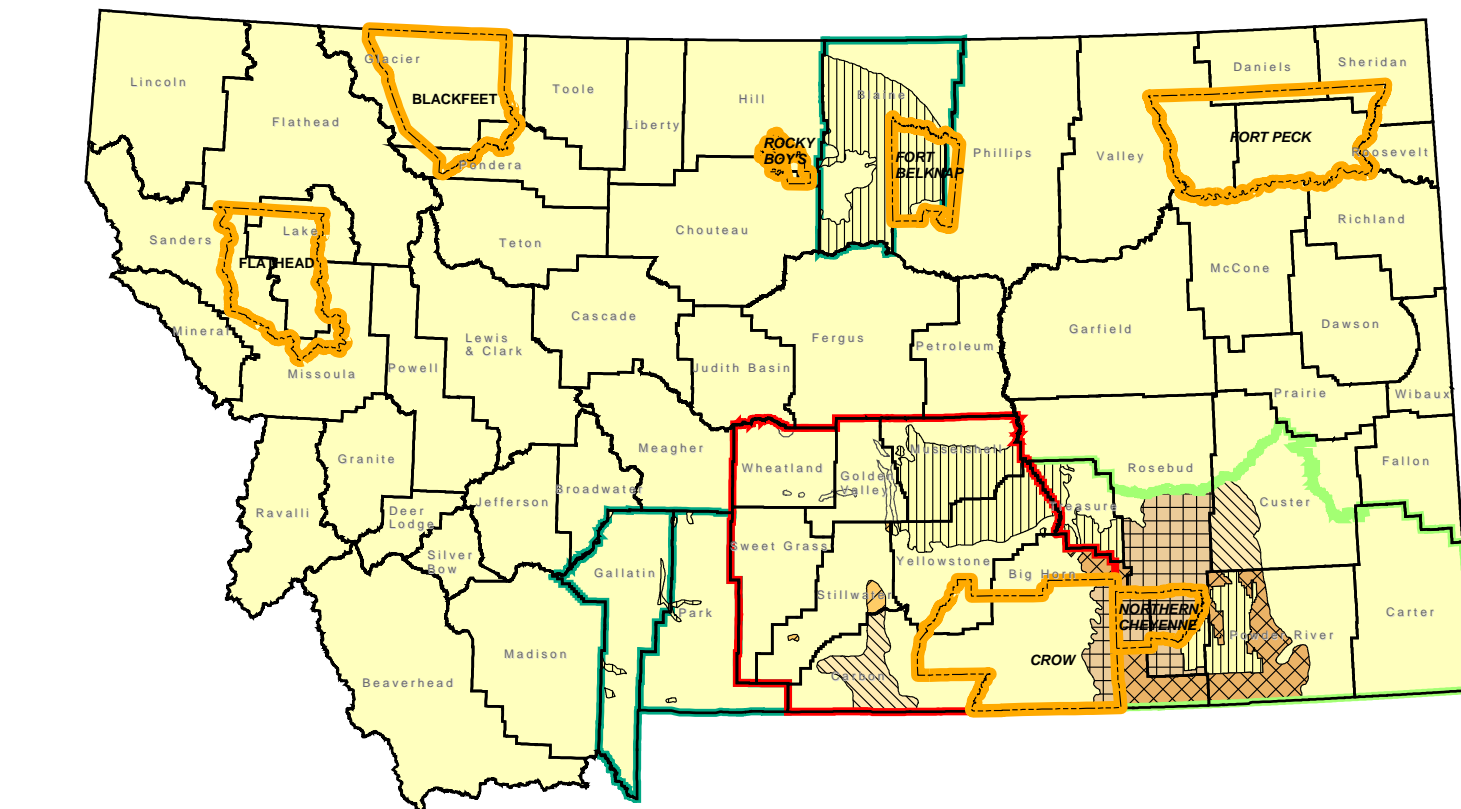 Lincoln
Glacier
BLACKFEET
Toole
Liberty
Hill
Blaine
Daniels
Sheridan
Flathead
Pondera
ROCKY
BOY'S
FORT
BELKNAP
Phillips
Valley
FORT PECK
Roosevelt
Sanders
Lake
FLATHEAD
Teton
Chouteau
McCone
Richland
Mineral
Missoula
Powell
Lewis
& Clark
Cascade
Judith Basin
Fergus
Petroleum
Garfield
Dawson
Prairie
Wibaux
Granite
Meagher
Wheatland
Golden
Valley
Musselshell
Rosebud
Custer
Fallon
Ravalli
Deer
Lodge
Jefferson
Broadwater
Treasure
Silver
Bow
Gallatin
Park
Sweet Grass
Stillwater
Yellowstone
Big Horn
NORTHERN
CHEYENNE
Powder River
Carter
Beaverhead
Madison
Carbon
CROW